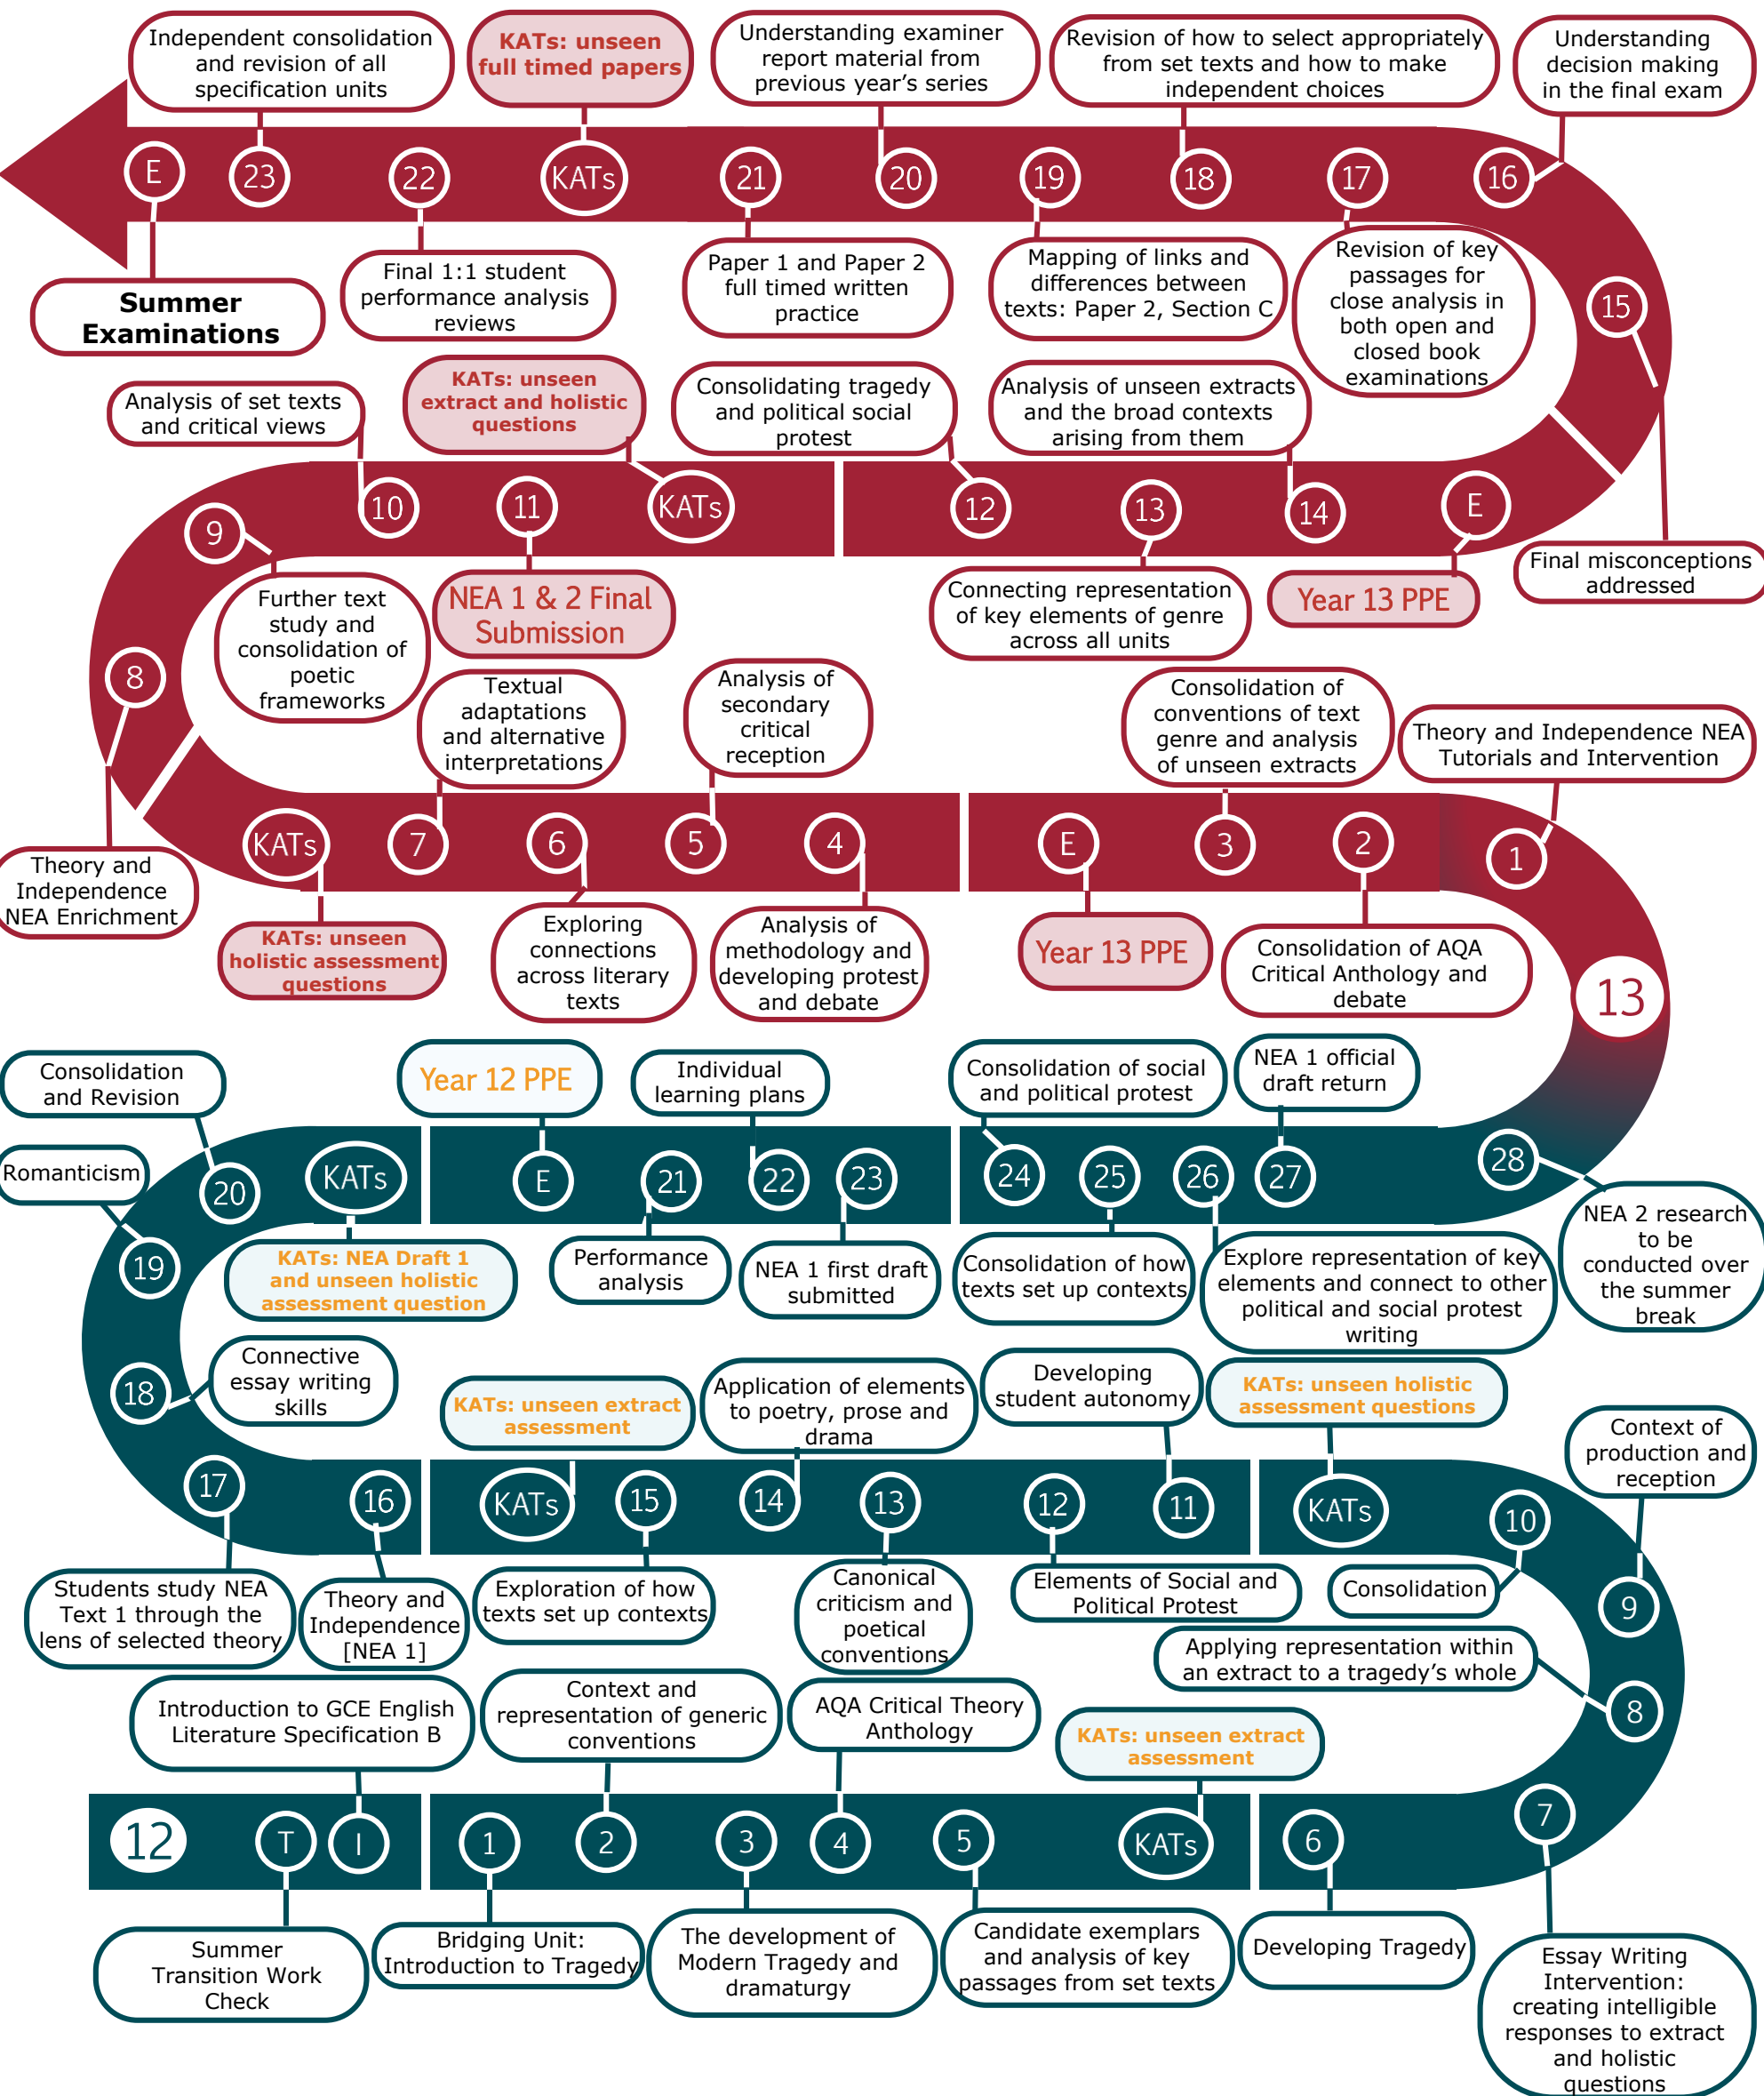 Independent consolidation
and revision of all
specification units
KATs: unseen
full timed papers
Understanding examiner
report material from
previous year's series
Revision of how to select appropriately
from set texts and how to make
independent choices
Understanding
decision making
in the final exam
E
23
22
KATs
21
20
19
18
17
16
15
Summer
Examinations
Final 1:1 student
performance analysis
reviews
Paper 1 and Paper 2
full timed written
practice
Mapping of links and
differences between
texts: Paper 2, Section C
Revision of key
passages for
close analysis in
both open and
closed book
examinations
Analysis of set texts
and critical views
KATs: unseen
extract and holistic
questions
Consolidating tragedy
and political social
protest
Analysis of unseen extracts
and the broad contexts
arising from them
9
10
11
KATs
12
13
14
E
Final misconceptions
addressed
Further text
study and
consolidation of
poetic
frameworks
NEA 1 & 2 Final
Submission
Connecting representation
of key elements of genre
across all units
Year 13 PPE
8
Textual
adaptations
and alternative
interpretations
Analysis of
secondary
critical
reception
Consolidation of
conventions of text
genre and analysis
of unseen extracts
Theory and Independence NEA
Tutorials and Intervention
KATs
7
6
5
4
E
3
2
1
Theory and
Independence
NEA Enrichment
KATs: unseen
holistic assessment
questions
Exploring
connections
across literary
texts
Analysis of
methodology and
developing protest
and debate
Year 13 PPE
Consolidation of AQA
Critical Anthology and
debate
13
Consolidation
and Revision
Year 12 PPE
Individual
learning plans
Consolidation of social
and political protest
NEA 1 official
draft return
Romanticism
20
KATs
E
21
22
23
24
25
26
27
28
19
KATs: NEA Draft 1
and unseen holistic
assessment question
Performance
analysis
NEA 1 first draft
submitted
Consolidation of how
texts set up contexts
Explore representation of key
elements and connect to other
political and social protest
writing
NEA 2 research
to be
conducted over
the summer
break
18
Connective
essay writing
skills
KATs: unseen extract
assessment
Application of elements
to poetry, prose and
drama
Developing
student autonomy
KATs: unseen holistic
assessment questions
Context of
production and
reception
17
16
KATs
15
14
13
12
11
KATs
10
9
Students study NEA
Text 1 through the
lens of selected theory
Theory and
Independence
[NEA 1]
Exploration of how
texts set up contexts
Canonical
criticism and
poetical
conventions
Elements of Social and
Political Protest
Consolidation
Applying representation within
an extract to a tragedy's whole
8
Introduction to GCE English
Literature Specification B
Context and
representation of generic
conventions
AQA Critical Theory
Anthology
KATs: unseen extract
assessment
12
T
I
1
2
3
4
5
KATs
6
7
Summer
Transition Work
Check
Bridging Unit:
Introduction to Tragedy
The development of
Modern Tragedy and
dramaturgy
Candidate exemplars
and analysis of key
passages from set texts
Developing Tragedy
Essay Writing
Intervention:
creating intelligible
responses to extract
and holistic
questions